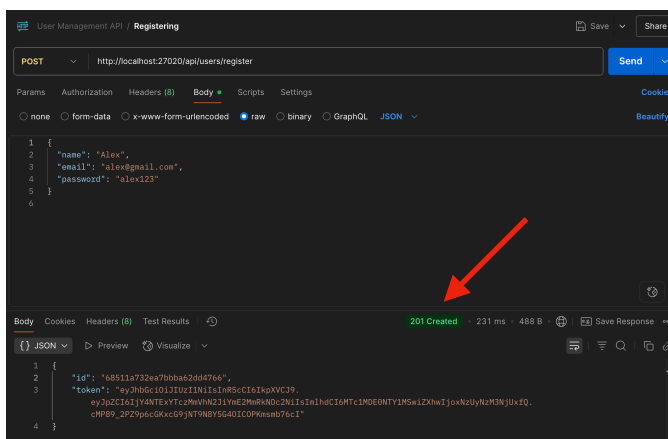 User Management API / Registering
Save
Share
POST
http://localhost:27020/api/users/register
Send
Params Authorization Headers (8) Body Scripts Settings
Cookie
none form-data x-www-form-urlencoded raw binary GraphQL JSON
Beautify
1 {
2 "name": "Alex",
3 "email": "alex@gmail.com",
4 "password": "alex123"
5 }
6
Body Cookies Headers (8) Test Results
201 Created • 231 ms • 488 B
Save Response
{} JSON Preview Visualize
1 {
2 "id": "68511a732ea7bbba62dd4766",
3 "token": "eyJhbGciOiJIUzI1NiIsInR5cCI6IkpXVCJ9.
4 }